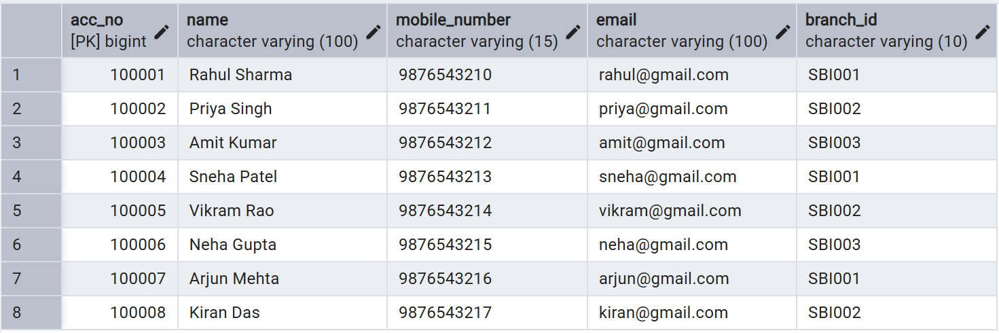 acc_no name mobile_number email branch_id
[PK] bigint character varying (100) character varying (15) character varying (100) character varying (10)
1 100001 Rahul Sharma 9876543210 rahul@gmail.com SBI001
2 100002 Priya Singh 9876543211 priya@gmail.com SBI002
3 100003 Amit Kumar 9876543212 amit@gmail.com SBI003
4 100004 Sneha Patel 9876543213 sneha@gmail.com SBI001
5 100005 Vikram Rao 9876543214 vikram@gmail.com SBI002
6 100006 Neha Gupta 9876543215 neha@gmail.com SBI003
7 100007 Arjun Mehta 9876543216 arjun@gmail.com SBI001
8 100008 Kiran Das 9876543217 kiran@gmail.com SBI002